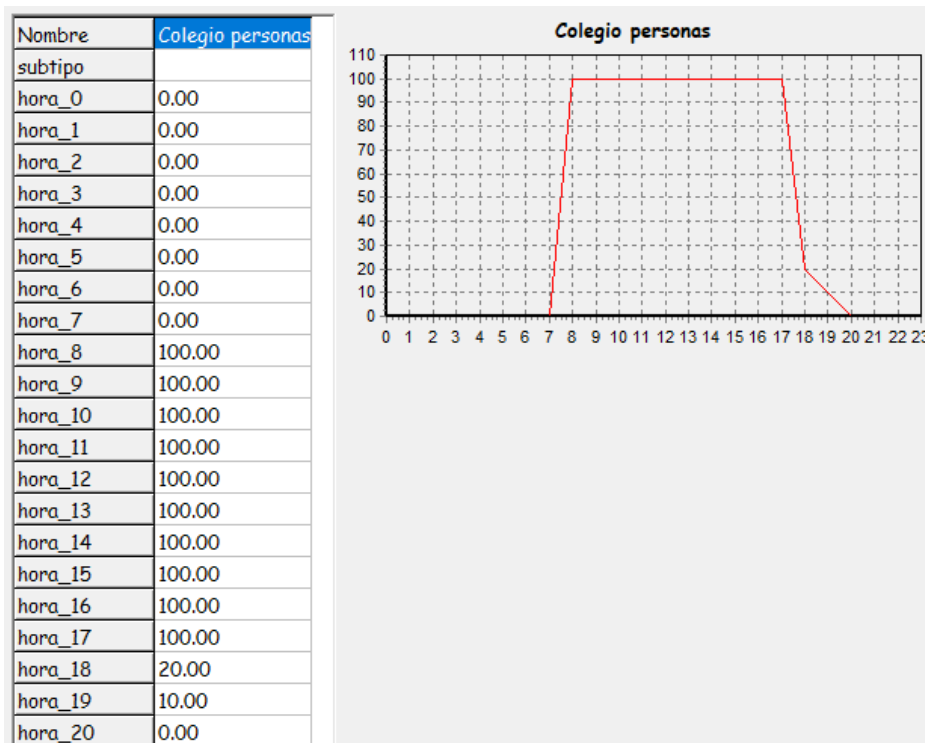 Nombre Colegio personas
subtipo
hora_0 0.00
hora_1 0.00
hora_2 0.00
hora_3 0.00
hora_4 0.00
hora_5 0.00
hora_6 0.00
hora_7 0.00
hora_8 100.00
hora_9 100.00
hora_10 100.00
hora_11 100.00
hora_12 100.00
hora_13 100.00
hora_14 100.00
hora_15 100.00
hora_16 100.00
hora_17 100.00
hora_18 20.00
hora_19 10.00
hora_20 0.00
Colegio personas
110
100
90
80
70
60
50
40
30
20
10
0
0 1 2 3 4 5 6 7 8 9 10 11 12 13 14 15 16 17 18 19 20 21 22 23